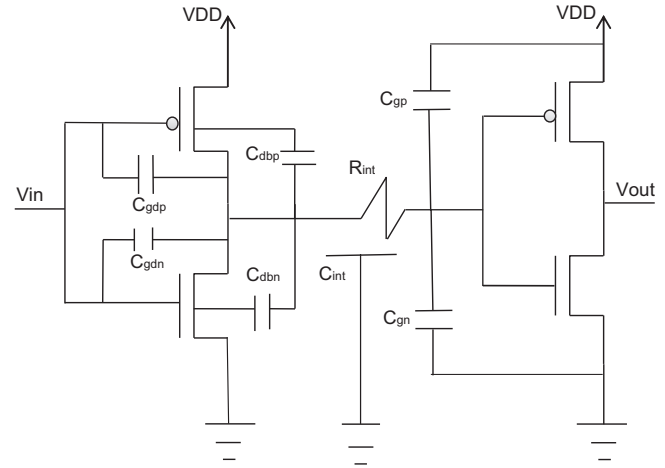 VDD
VDD
Cgp
Cdbp
Rint
Vin
Cgdp
Vout
Cgdn
Cdbn
Cint
Cgn